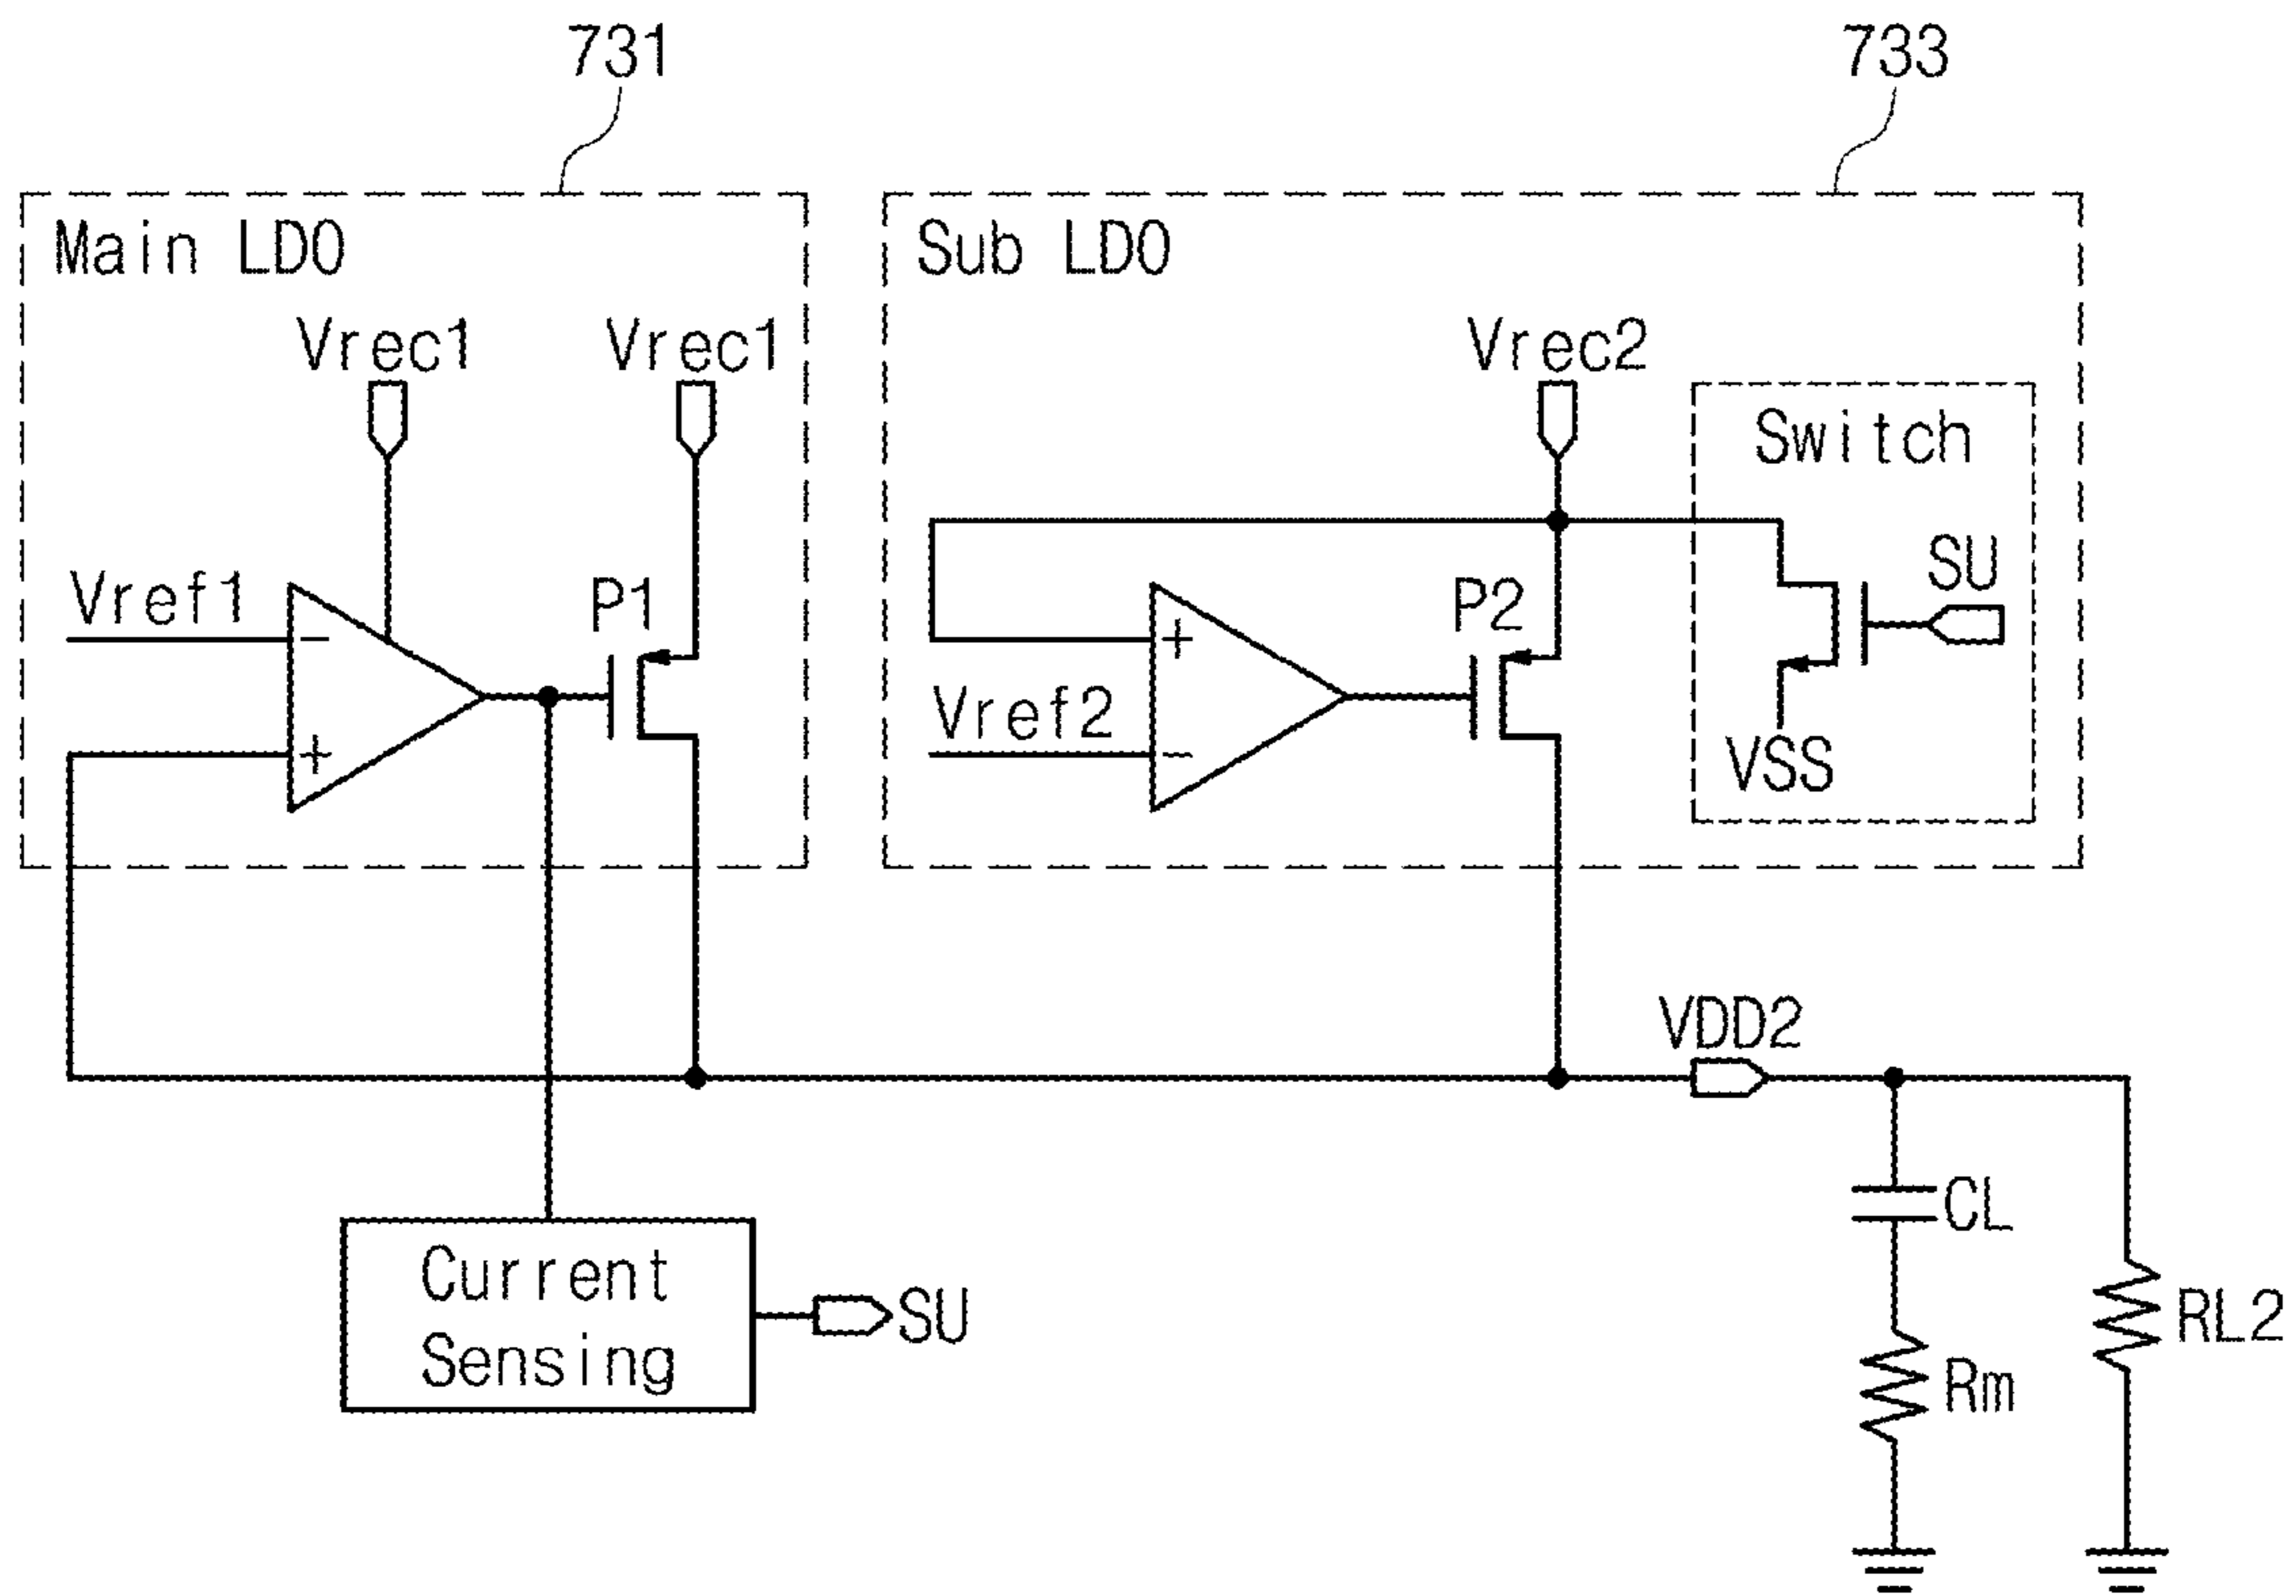 731
733
Main LDO
Sub LDO
Vrec1
Vrec1
Vrec2
Switch
Vref1
P1
P2
SU
Vref2
VSS
VDD2
CL
Current
Sensing
SU
RL2
Rm